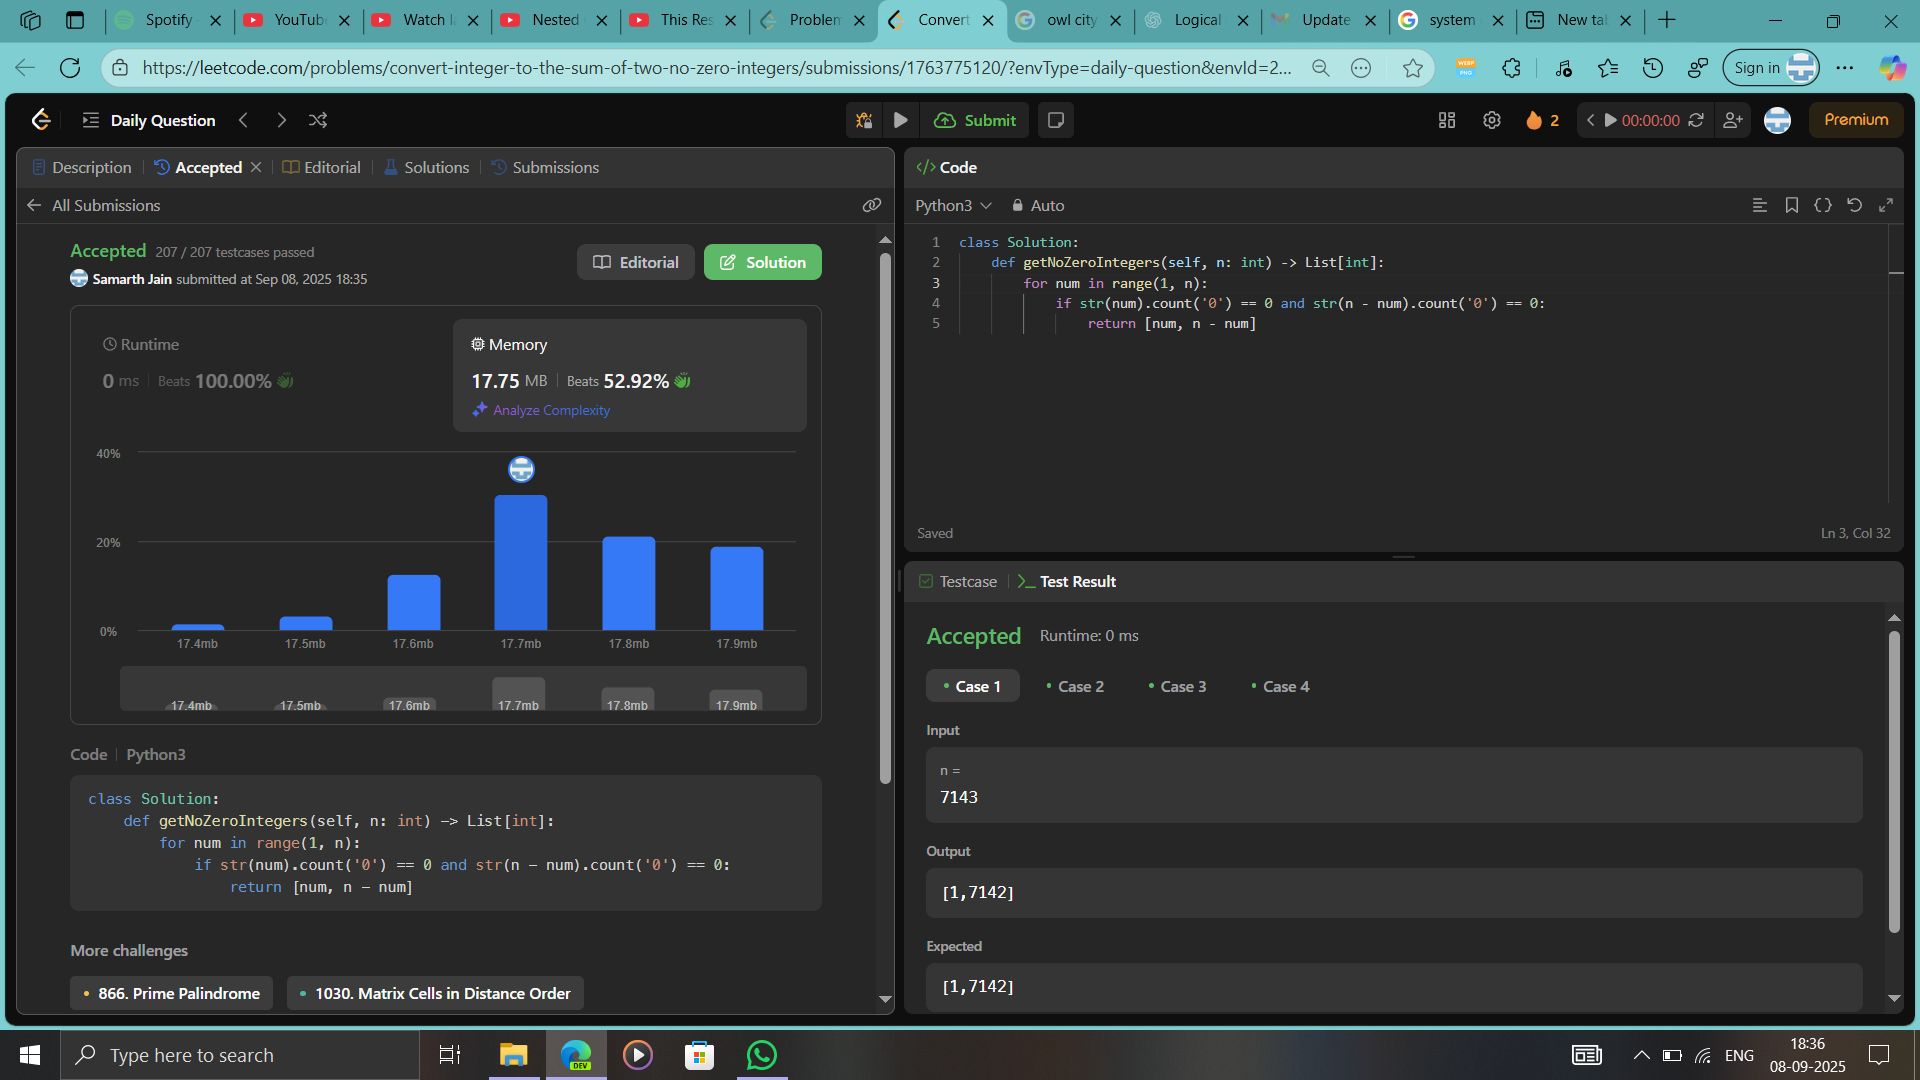 Spotify
YouTube
Watch
Nested
This Res
Problem
Convert
owl city
Logical
Update
system
New tab
https://leetcode.com/problems/convert-integer-to-the-sum-of-two-no-zero-integers/submissions/1763775120/?envType=daily-question&envId=2...
WEBP
PNG
Sign in
Daily Question
Submit
2
00:00:00
Premium
Description
Accepted
Editorial
Solutions
Submissions
All Submissions
Accepted 207 / 207 testcases passed
Samarth Jain submitted at Sep 08, 2025 18:35
Editorial
Solution
Runtime
0 ms Beats 100.00%
Memory
17.75 MB Beats 52.92%
Analyze Complexity
40%
20%
0%
17.4mb 17.5mb 17.6mb 17.7mb 17.8mb 17.9mb
17.4mb 17.5mb 17.6mb 17.7mb 17.8mb 17.9mb
Code Python3
class Solution:
def getNoZeroIntegers(self, n: int) -> List[int]:
for num in range(1, n):
if str(num).count('0') == 0 and str(n - num).count('0') == 0:
return [num, n - num]
More challenges
866. Prime Palindrome
1030. Matrix Cells in Distance Order
</> Code
Python3
Auto
1 class Solution:
2 def getNoZeroIntegers(self, n: int) -> List[int]:
3 for num in range(1, n):
4 if str(num).count('0') == 0 and str(n - num).count('0') == 0:
5 return [num, n - num]
Saved
Ln 3, Col 32
Testcase
Test Result
Accepted Runtime: 0 ms
Case 1
Case 2
Case 3
Case 4
Input
n =
7143
Output
[1,7142]
Expected
[1,7142]
Type here to search
DEV
ENG
18:36
08-09-2025